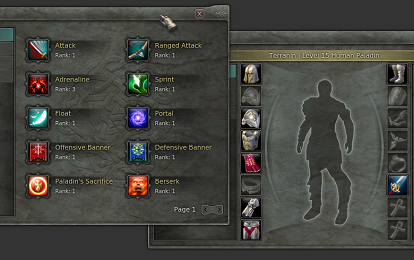 Attack
Rank: 1
Ranged Attack
Rank: 1
Adrenaline
Rank: 3
Sprint
Rank: 1
Float
Rank: 1
Portal
Rank: 1
Offensive Banner
Rank: 1
Defensive Banner
Rank: 1
Paladin's Sacrifice
Rank: 1
Berserk
Rank: 1
Page 1
Terranin : Level 15 Human Paladin